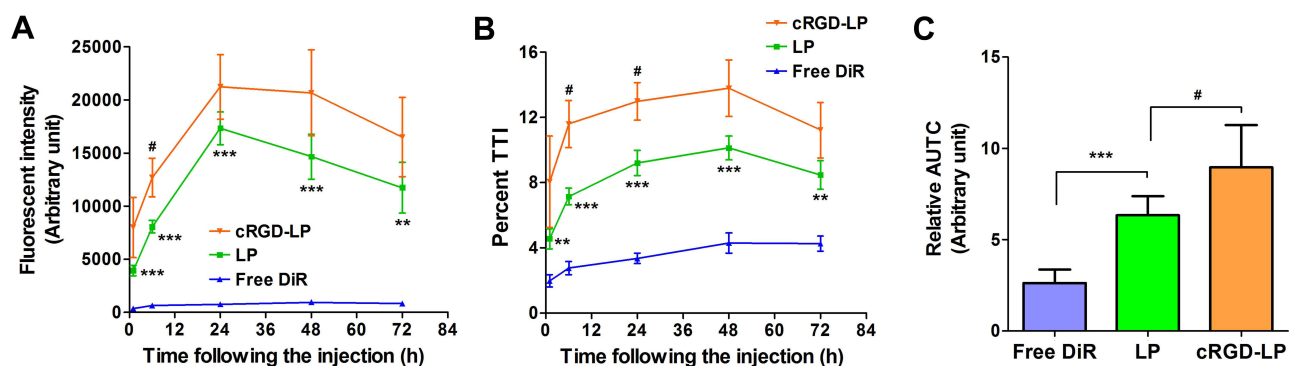 A
Fluorescent intensity
(Arbitrary unit)
25000
20000
15000
10000
5000
0
#
***
***
***
***
**
cRGD-LP
LP
Free DiR
0 12 24 36 48 60 72 84
Time following the injection (h)
B
Percent TTI
16
12
8
4
0
cRGD-LP
LP
Free DiR
#
#
**
***
***
***
**
0 12 24 36 48 60 72 84
Time following the injection (h)
C
Relative AUTC
(Arbitrary unit)
15
10
5
0
***
#
Free DiR LP cRGD-LP